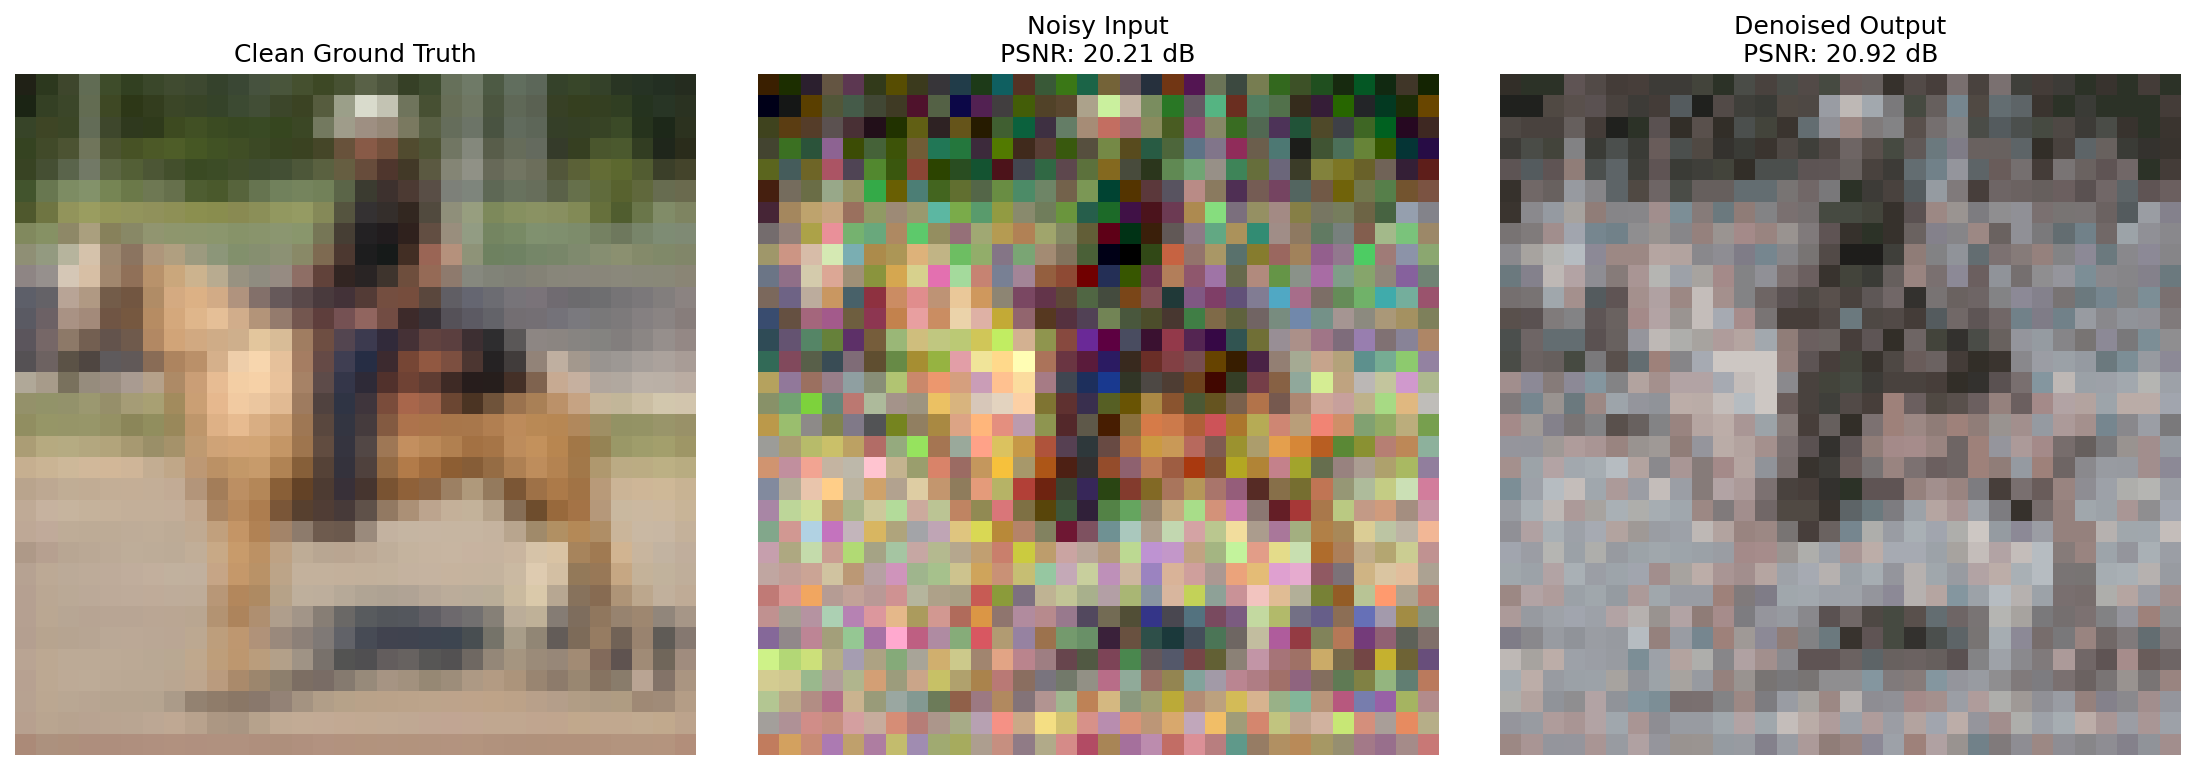 Clean Ground Truth
Noisy Input
PSNR: 20.21 dB
Denoised Output
PSNR: 20.92 dB